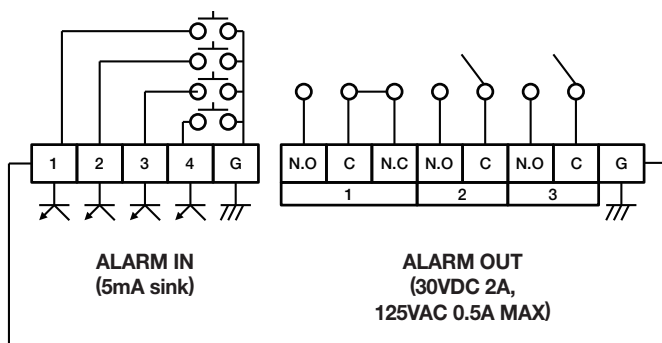 1 2 3 4 G
N.O C N.C N.O C N.O C G
1 2 3
ALARM IN
(5mA sink)
ALARM OUT
(30VDC 2A,
125VAC 0.5A MAX)